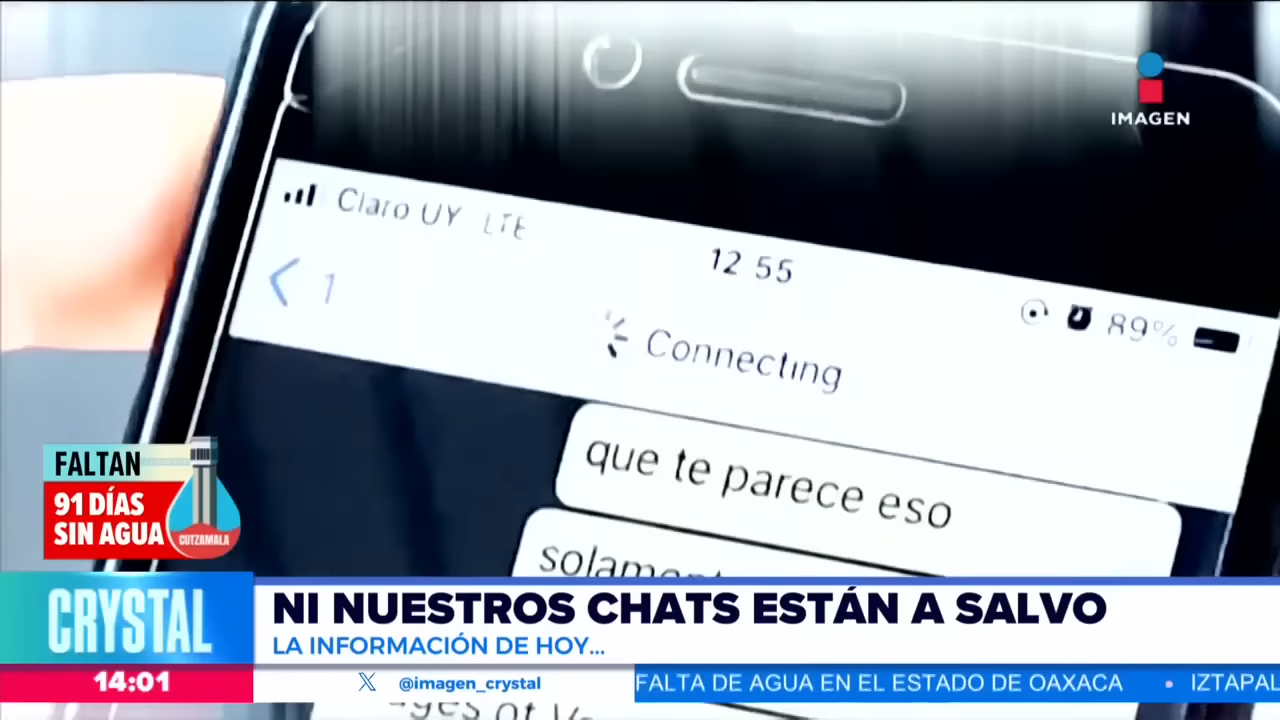 IMAGEN
Claro UY LTE
12 55
89%
1
Connecting
que te parece eso
FALTAN
91 DÍAS
SIN AGUA
CUTZAMALA
CRYSTAL
NI NUESTROS CHATS ESTÁN A SALVO
LA INFORMACIÓN DE HOY...
14:01
@imagen_crystal
FALTA DE AGUA EN EL ESTADO DE OAXACA • IZTAPAL